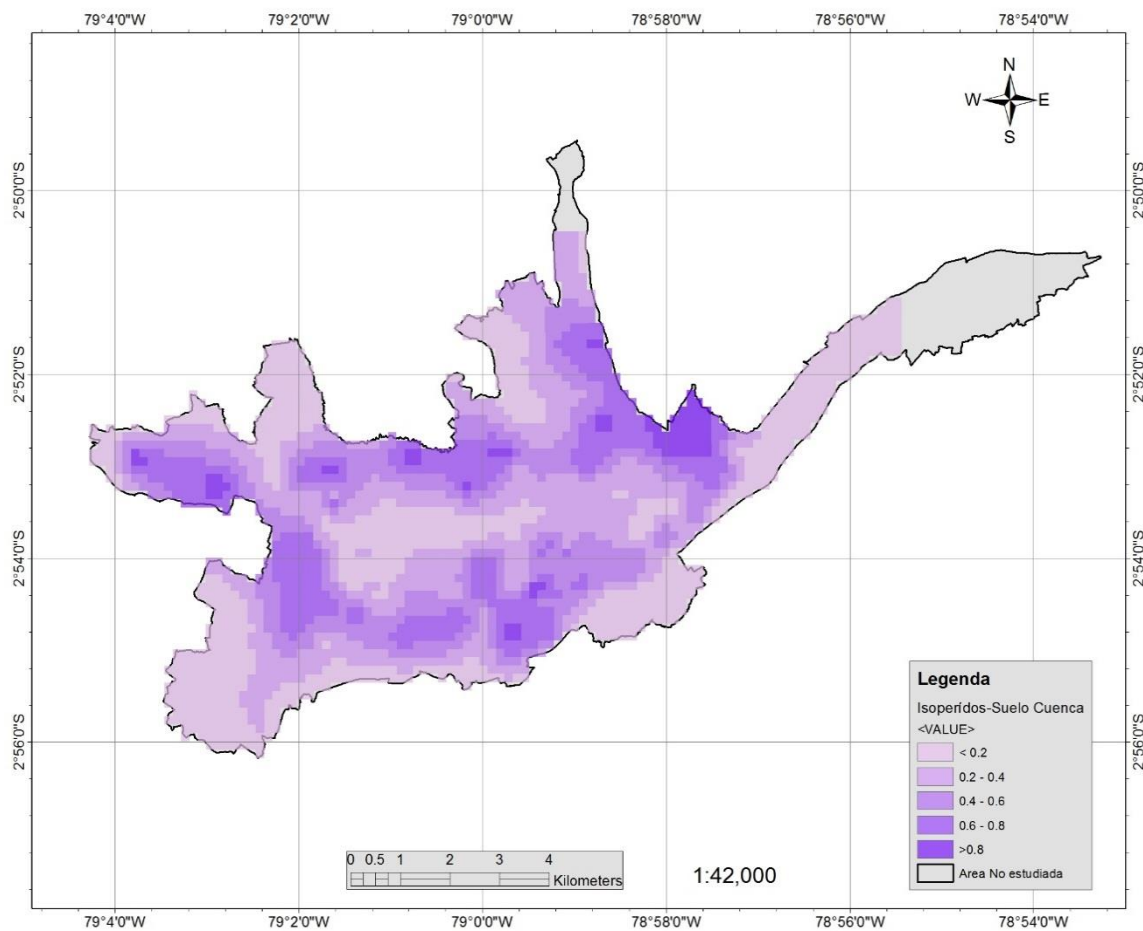 79°4'0"W 79°2'0"W 79°0'0"W 78°58'0"W 78°56'0"W 78°54'0"W
N
W E
S
2°50'0"S 2°50'0"S
2°52'0"S 2°52'0"S
2°54'0"S 2°54'0"S
2°56'0"S 2°56'0"S
Legenda
Isoperídos-Suelo Cuenca
<VALUE>
< 0.2
0.2 - 0.4
0.4 - 0.6
0.6 - 0.8
>0.8
Area No estudiada
0 0.5 1 2 3 4
Kilometers
1:42,000
79°4'0"W 79°2'0"W 79°0'0"W 78°58'0"W 78°56'0"W 78°54'0"W